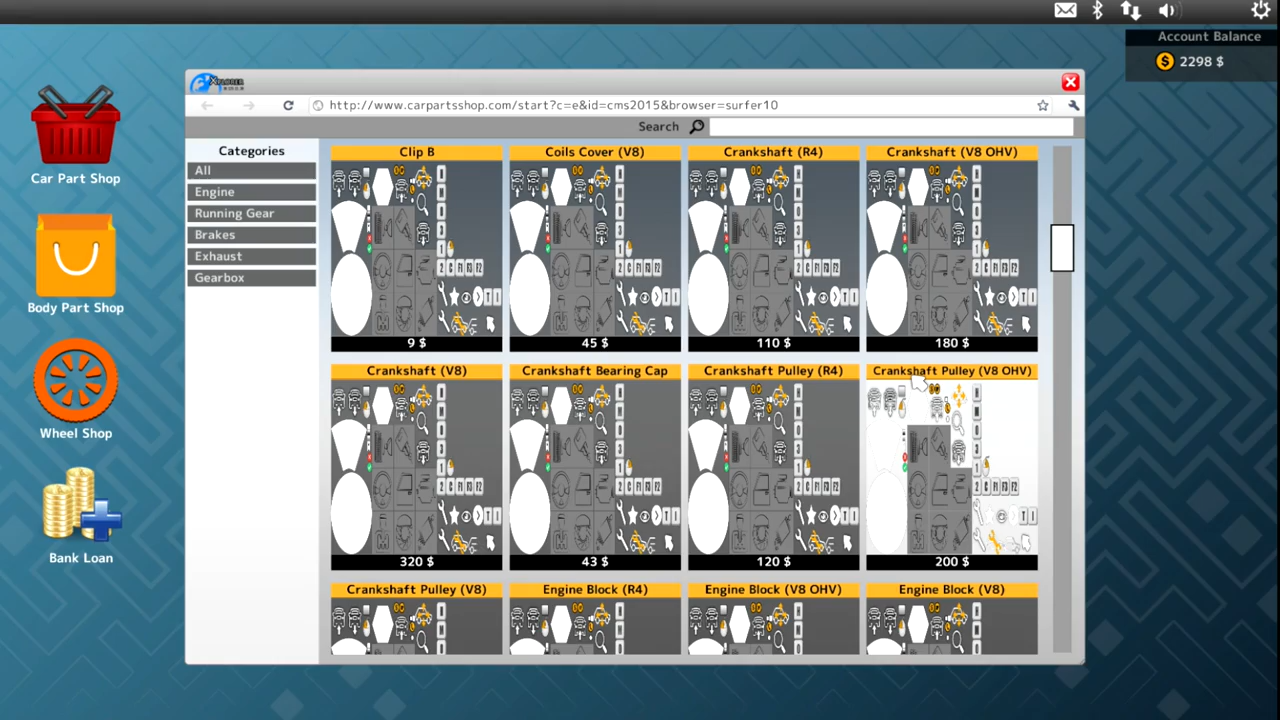 Account Balance
2298 $
Car Part Shop
Body Part Shop
Wheel Shop
Bank Loan
XPLORER
http://www.carpartsshop.com/start?c=e&id=cms2015&browser=surfer10
Search
Categories
All
Engine
Running Gear
Brakes
Exhaust
Gearbox
Clip B
Coils Cover (V8)
Crankshaft (R4)
Crankshaft (V8 OHV)
9 $
45 $
110 $
180 $
Crankshaft (V8)
Crankshaft Bearing Cap
Crankshaft Pulley (R4)
Crankshaft Pulley (V8 OHV)
320 $
43 $
120 $
200 $
Crankshaft Pulley (V8)
Engine Block (R4)
Engine Block (V8 OHV)
Engine Block (V8)